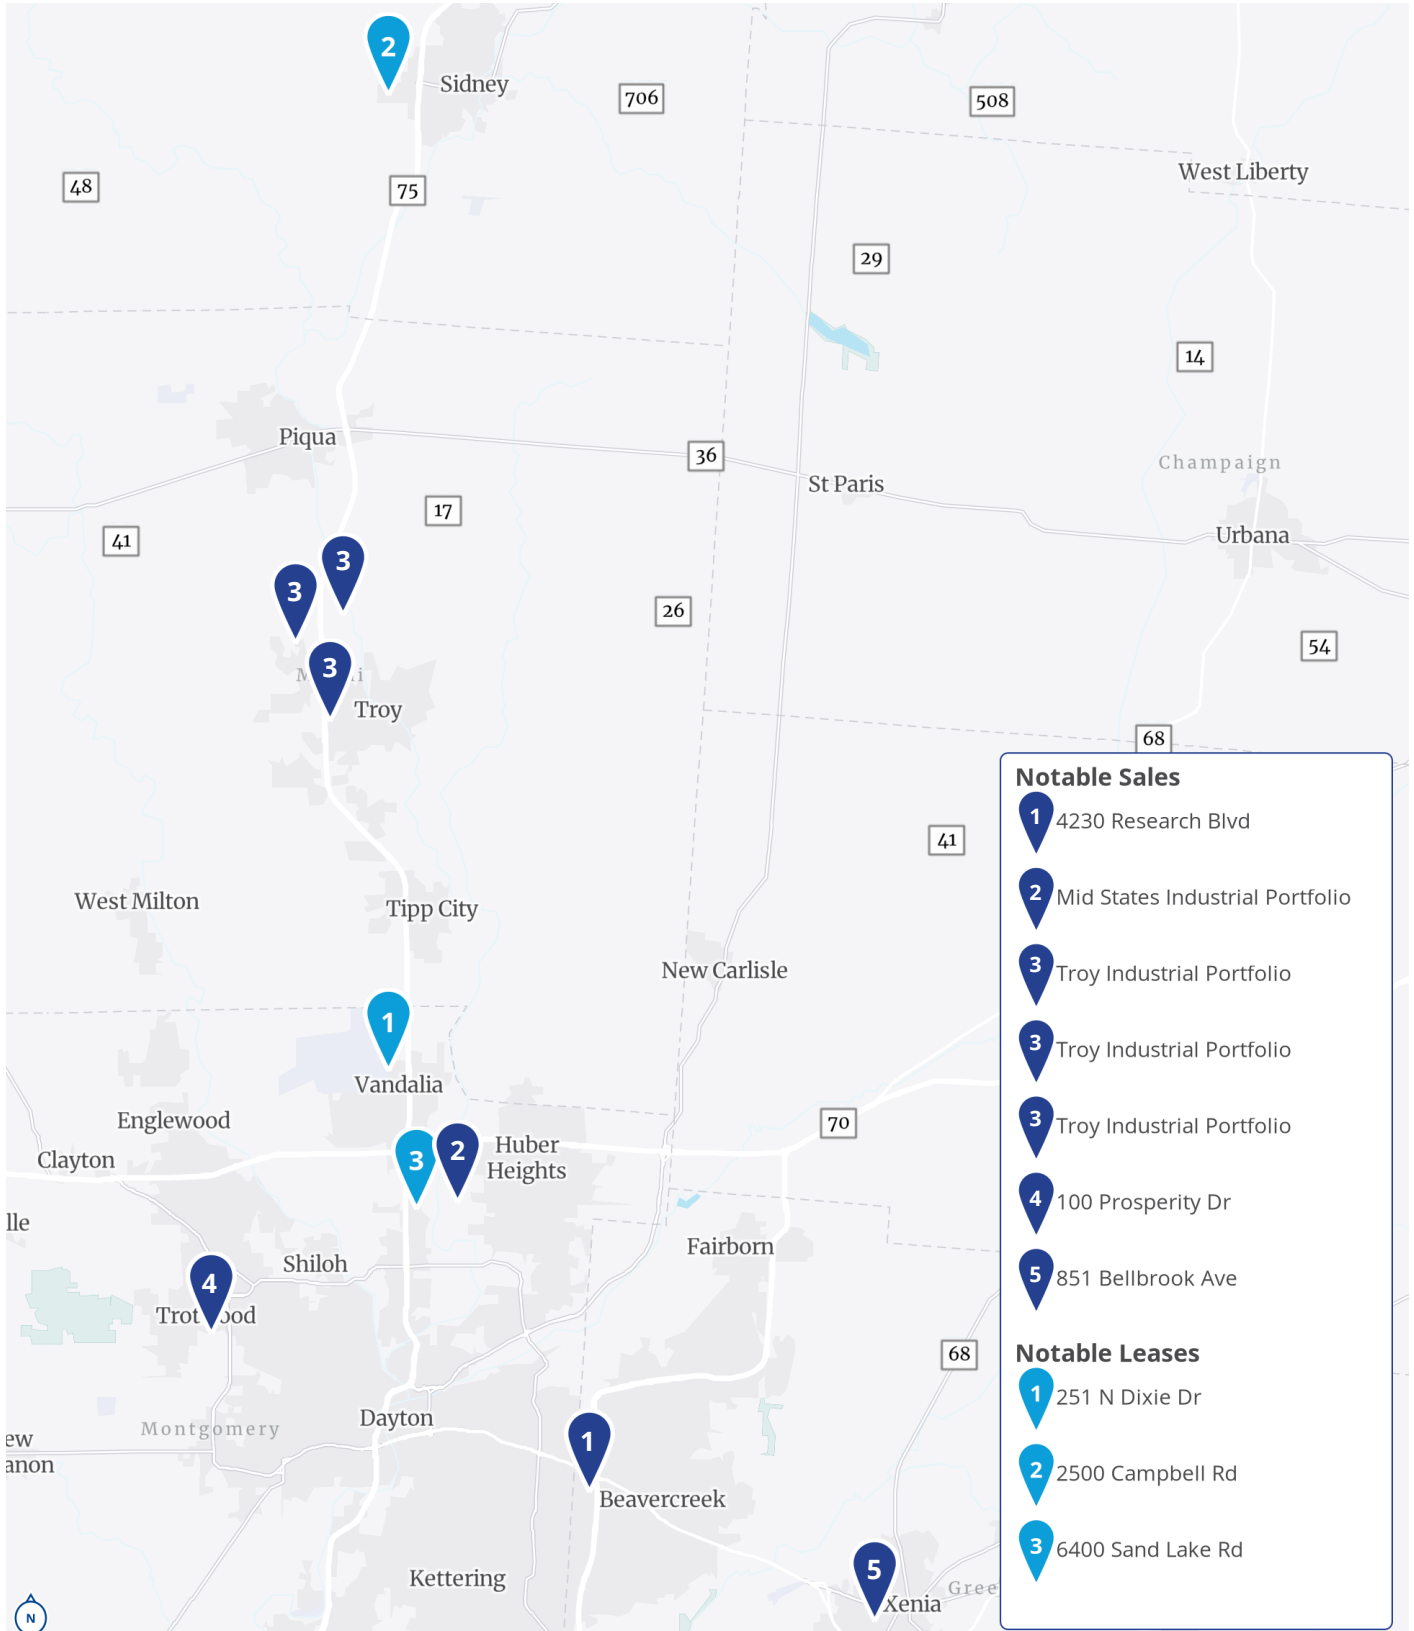 2
Sidney
706
508
48
75
West Liberty
29
14
Piqua
36
Champaign
St Paris
17
Urbana
41
3
3
26
54
3
Troy
68
Notable Sales
1 4230 Research Blvd
41
2 Mid States Industrial Portfolio
West Milton
Tipp City
3 Troy Industrial Portfolio
New Carlisle
1
3 Troy Industrial Portfolio
Vandalia
Englewood
70
3 Troy Industrial Portfolio
Clayton
3
2
Huber
Heights
4 100 Prosperity Dr
lle
Fairborn
Shiloh
4
5 851 Bellbrook Ave
68
Notable Leases
1 251 N Dixie Dr
Dayton
Montgomery
ew
anon
1
2 2500 Campbell Rd
Beavercreek
3 6400 Sand Lake Rd
5
Kettering
Gree
Xenia
N